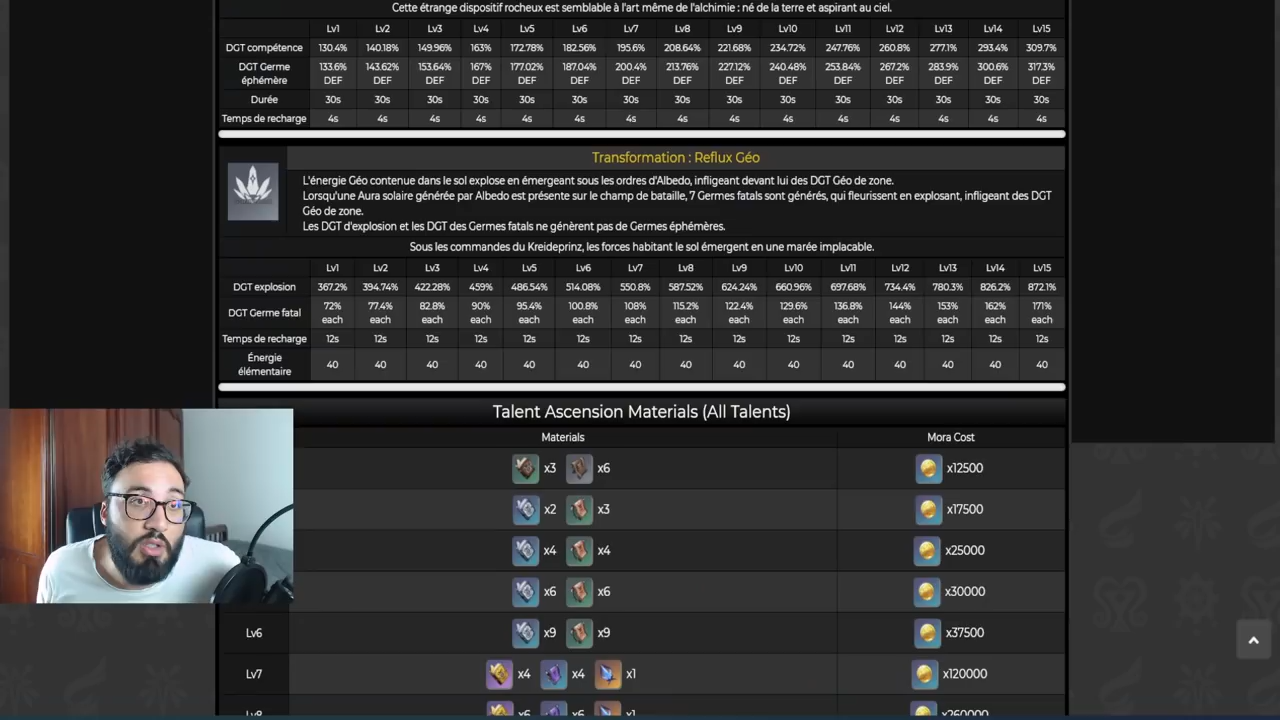 Cette étrange dispositif rocheux est semblable à l'art même de l'alchimie : né de la terre et aspirant au ciel.
Lv1 Lv2 Lv3 Lv4 Lv5 Lv6 Lv7 Lv8 Lv9 Lv10 Lv11 Lv12 Lv13 Lv14 Lv15
DGT compétence 130.4% 140.18% 149.96% 163% 172.78% 182.56% 195.6% 208.64% 221.68% 234.72% 247.76% 260.8% 277.1% 293.4% 309.7%
DGT Germe 133.6% 143.62% 153.64% 167% 177.02% 187.04% 200.4% 213.76% 227.12% 240.48% 253.84% 267.2% 283.9% 300.6% 317.3%
éphémère DEF DEF DEF DEF DEF DEF DEF DEF DEF DEF DEF DEF DEF DEF DEF
Durée 30s 30s 30s 30s 30s 30s 30s 30s 30s 30s 30s 30s 30s 30s 30s
Temps de recharge 4s 4s 4s 4s 4s 4s 4s 4s 4s 4s 4s 4s 4s 4s 4s
Transformation : Reflux Géo
L'énergie Géo contenue dans le sol explose en émergeant sous les ordres d'Albedo, infligeant devant lui des DGT Géo de zone.
Lorsqu'une Aura solaire générée par Albedo est présente sur le champ de bataille, 7 Germes fatals sont générés, qui fleurissent en explosant, infligeant des DGT
Géo de zone.
Les DGT d'explosion et les DGT des Germes fatals ne génèrent pas de Germes éphémères.
Sous les commandes du Kreideprinz, les forces habitant le sol émergent en une marée implacable.
Lv1 Lv2 Lv3 Lv4 Lv5 Lv6 Lv7 Lv8 Lv9 Lv10 Lv11 Lv12 Lv13 Lv14 Lv15
DGT explosion 367.2% 394.74% 422.28% 459% 486.54% 514.08% 550.8% 587.52% 624.24% 660.96% 697.68% 734.4% 780.3% 826.2% 872.1%
DGT Germe fatal 72% 77.4% 82.8% 90% 95.4% 100.8% 108% 115.2% 122.4% 129.6% 136.8% 144% 153% 162% 171%
each each each each each each each each each each each each each each each
Temps de recharge 12s 12s 12s 12s 12s 12s 12s 12s 12s 12s 12s 12s 12s 12s 12s
Énergie
élémentaire 40 40 40 40 40 40 40 40 40 40 40 40 40 40 40
Talent Ascension Materials (All Talents)
Materials Mora Cost
x3 x6 x12500
x2 x3 x17500
x4 x4 x25000
x6 x6 x30000
Lv6 x9 x9 x37500
Lv7 x4 x4 x1 x120000
Lv8 x6 x6 x1 x260000